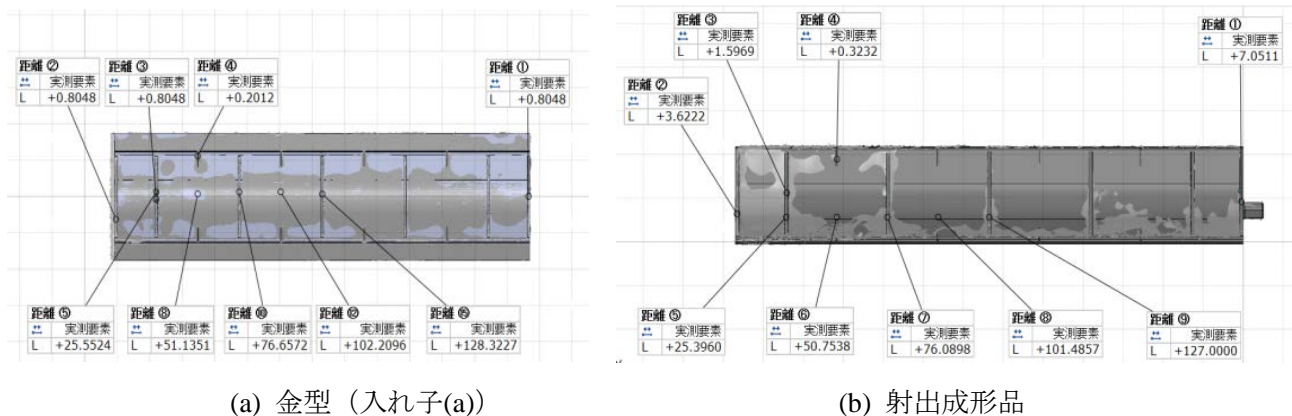 距離 ②
実測要素
L +0.8048
距離 ③
実測要素
L +0.8048
距離 ④
実測要素
L +0.2012
距離 ①
実測要素
L +0.8048
距離 ⑤
実測要素
L +25.5524
距離 ⑧
実測要素
L +51.1351
距離 ⑩
実測要素
L +76.6572
距離 ⑫
実測要素
L +102.2096
距離
実測要素
L +128.3227
(a) 金型（入れ子(a)）
距離 ③
実測要素
L +1.5969
距離 ④
実測要素
L +0.3232
距離 ①
実測要素
L +7.0511
距離 ②
実測要素
L +3.6222
距離 ⑤
実測要素
L +25.3960
距離 ⑥
実測要素
L +50.7538
距離 ⑦
実測要素
L +76.0898
距離 ⑧
実測要素
L +101.4857
距離 ⑨
実測要素
L +127.0000
(b) 射出成形品